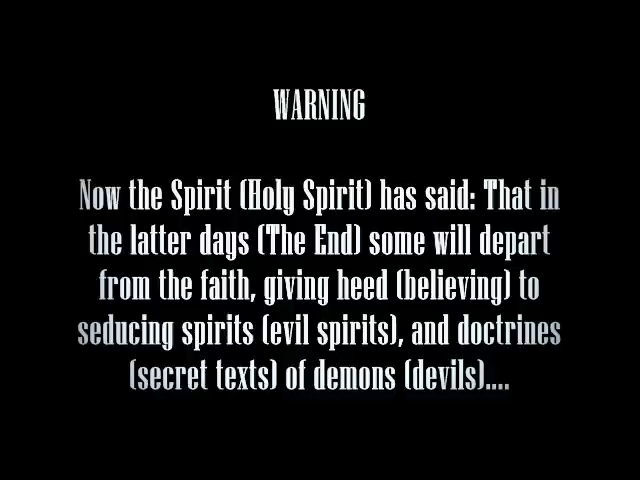 WARNING
Now the Spirit (Holy Spirit) has said: That in
the latter days (The End) some will depart
from the faith, giving heed (believing) to
seducing spirits (evil spirits), and doctrines
(secret texts) of demons (devils)....